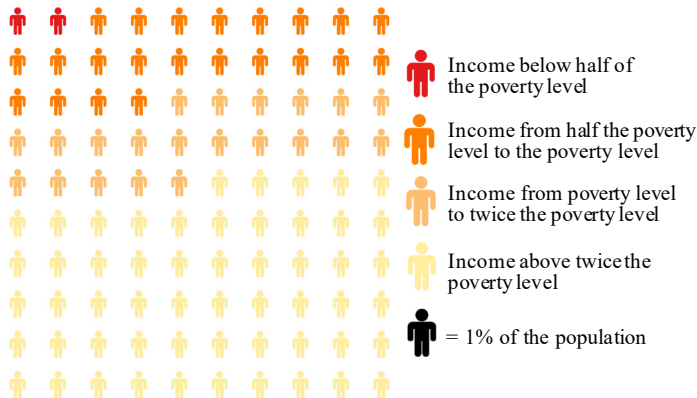 Income below half of
the poverty level
Income from half the poverty
level to the poverty level
Income from poverty level
to twice the poverty level
Income above twice the
poverty level
= 1% of the population